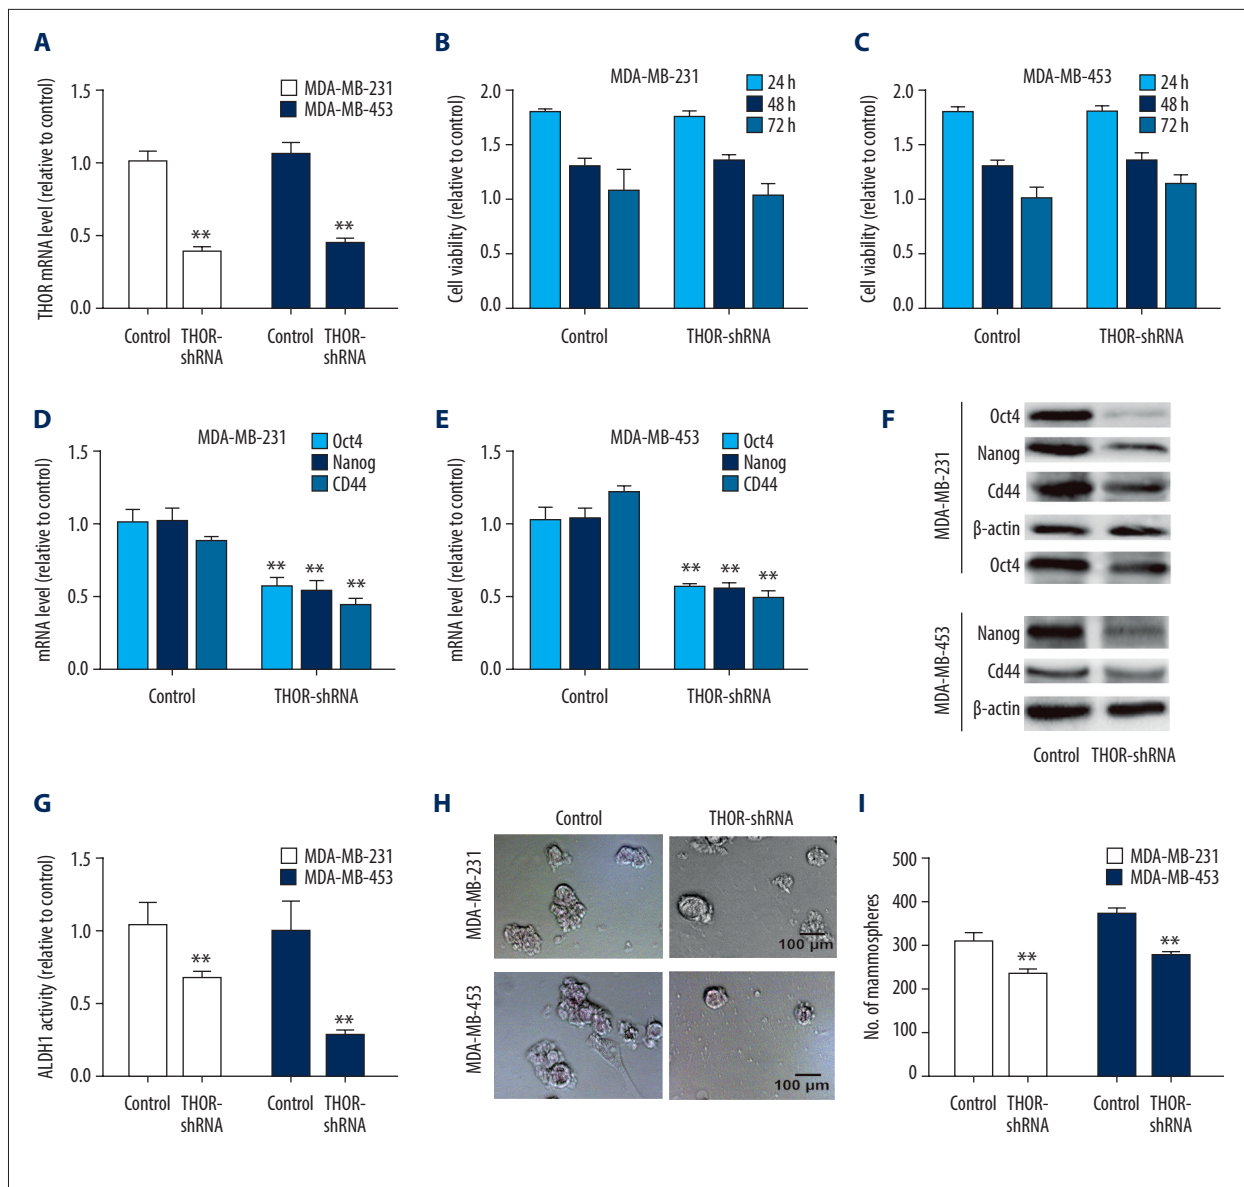 A
THOR mRNA level (relative to control)
1.5
1.0
0.5
0.0
MDA-MB-231
MDA-MB-453
**
**
Control THOR- Control THOR-
shRNA shRNA
B
MDA-MB-231
Cell viability (relative to control)
2.0
1.5
1.0
0.5
0.0
24 h
48 h
72 h
Control THOR-shRNA
C
MDA-MB-453
Cell viability (relative to control)
2.0
1.5
1.0
0.5
0.0
24 h
48 h
72 h
Control THOR-shRNA
D
MDA-MB-231
mRNA level (relative to control)
1.5
1.0
0.5
0.0
Oct4
Nanog
CD44
** ** **
Control THOR-shRNA
E
MDA-MB-453
mRNA level (relative to control)
1.5
1.0
0.5
0.0
Oct4
Nanog
CD44
** ** **
Control THOR-shRNA
F
MDA-MB-231
Oct4
Nanog
Cd44
β-actin
Oct4
MDA-MB-453
Nanog
Cd44
β-actin
Control THOR-shRNA
G
ALDH1 activity (relative to control)
1.5
1.0
0.5
0.0
MDA-MB-231
MDA-MB-453
**
**
Control THOR- Control THOR-
shRNA shRNA
H
Control THOR-shRNA
MDA-MB-231
100 µm
MDA-MB-453
100 µm
I
No. of mammospheres
500
400
300
200
100
0
MDA-MB-231
MDA-MB-453
**
**
Control THOR- Control THOR-
shRNA shRNA